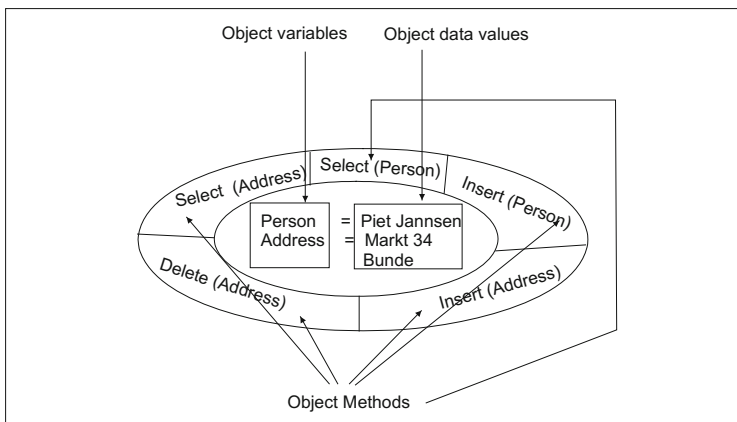 Object variables
Object data values
Select (Address)
Select (Person)
Insert (Person)
Person = Piet Jannsen
Address = Markt 34
Bunde
Delete (Address)
Insert (Address)
Object Methods